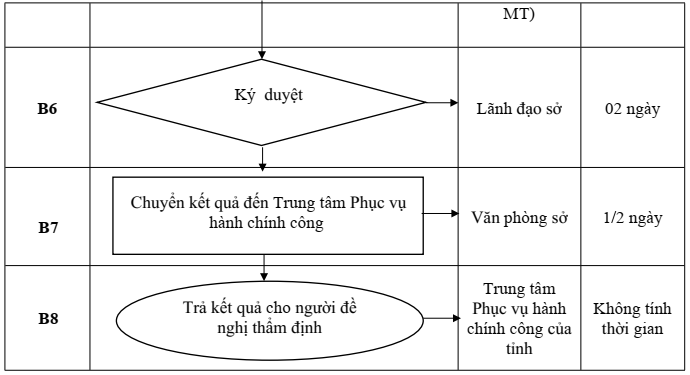 MT)
B6
Ký duyệt
Lãnh đạo sở
02 ngày
B7
Chuyển kết quả đến Trung tâm Phục vụ
hành chính công
Văn phòng sở
1/2 ngày
B8
Trả kết quả cho người đề
nghị thẩm định
Trung tâm
Phục vụ hành
chính công của
tỉnh
Không tính
thời gian